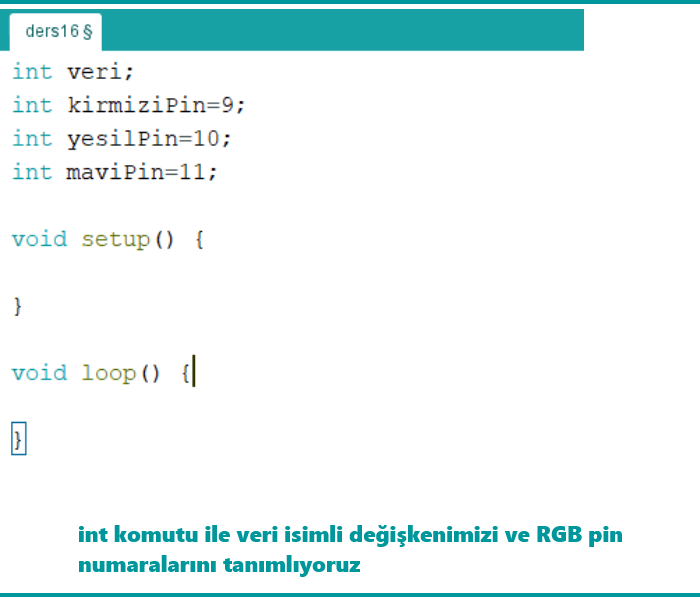 ders16 §
int veri;
int kirmiziPin=9;
int yesilPin=10;
int maviPin=11;
void setup() {
}
void loop() {
}
int komutu ile veri isimli değişkenimizi ve RGB pin
numaralarını tanımlıyoruz